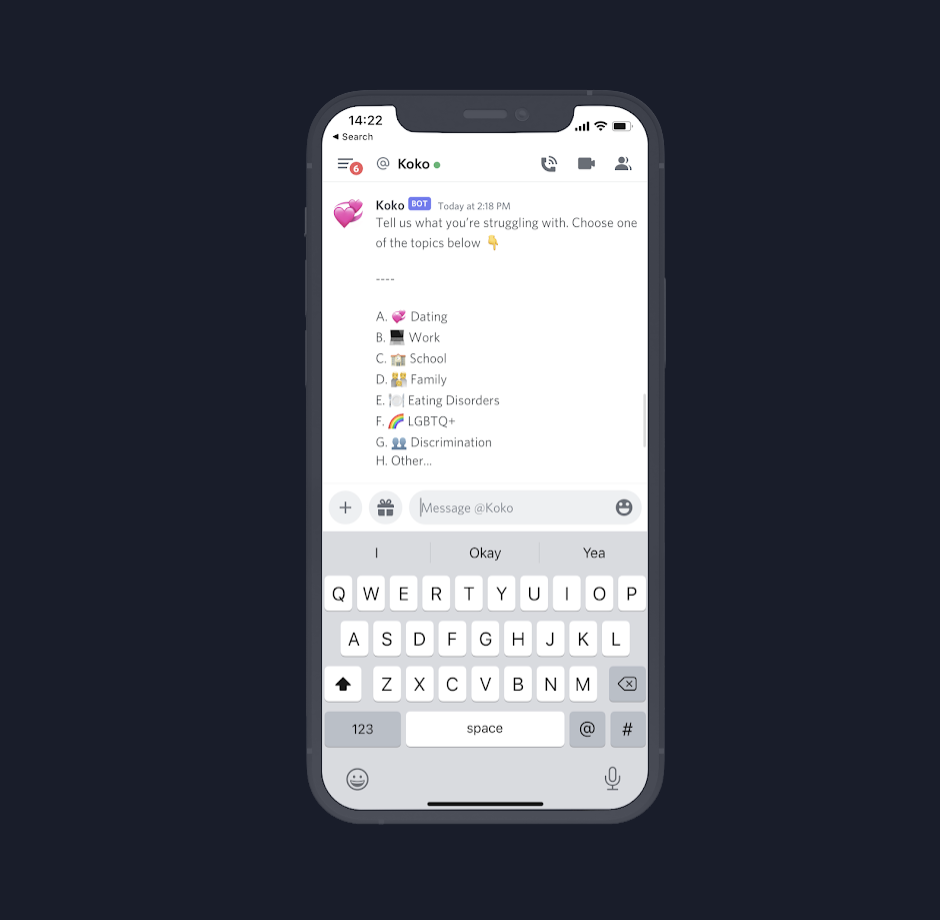 14:22
◀ Search
6
@ Koko
Koko BOT Today at 2:18 PM
Tell us what you're struggling with. Choose one
of the topics below 👇
----
A. 💞 Dating
B. 💻 Work
C. 🏫 School
D. 👨‍👩‍👧‍👦 Family
E. 🍽️ Eating Disorders
F. 🌈 LGBTQ+
G. 👥 Discrimination
H. Other...
Message @Koko
I Okay Yea
Q W E R T Y U I O P
A S D F G H J K L
Z X C V B N M
123 space @ #